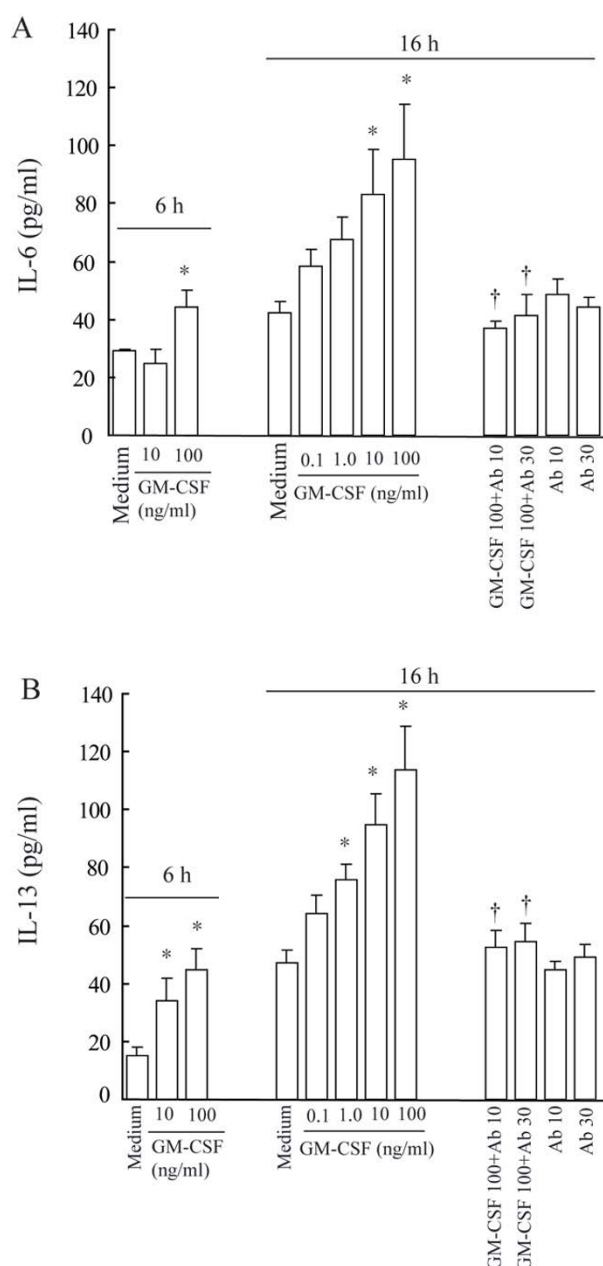 A
IL-6 (pg/ml)
140
120
100
80
60
40
20
0
6 h
16 h
*
*
*
†
†
Medium
10
100
GM-CSF
(ng/ml)
Medium
0.1
1.0
10
100
GM-CSF (ng/ml)
GM-CSF 100+Ab 10
GM-CSF 100+Ab 30
Ab 10
Ab 30
B
IL-13 (pg/ml)
140
120
100
80
60
40
20
0
6 h
16 h
*
*
*
*
*
†
†
Medium
10
100
GM-CSF
(ng/ml)
Medium
0.1
1.0
10
100
GM-CSF (ng/ml)
GM-CSF 100+Ab 10
GM-CSF 100+Ab 30
Ab 10
Ab 30